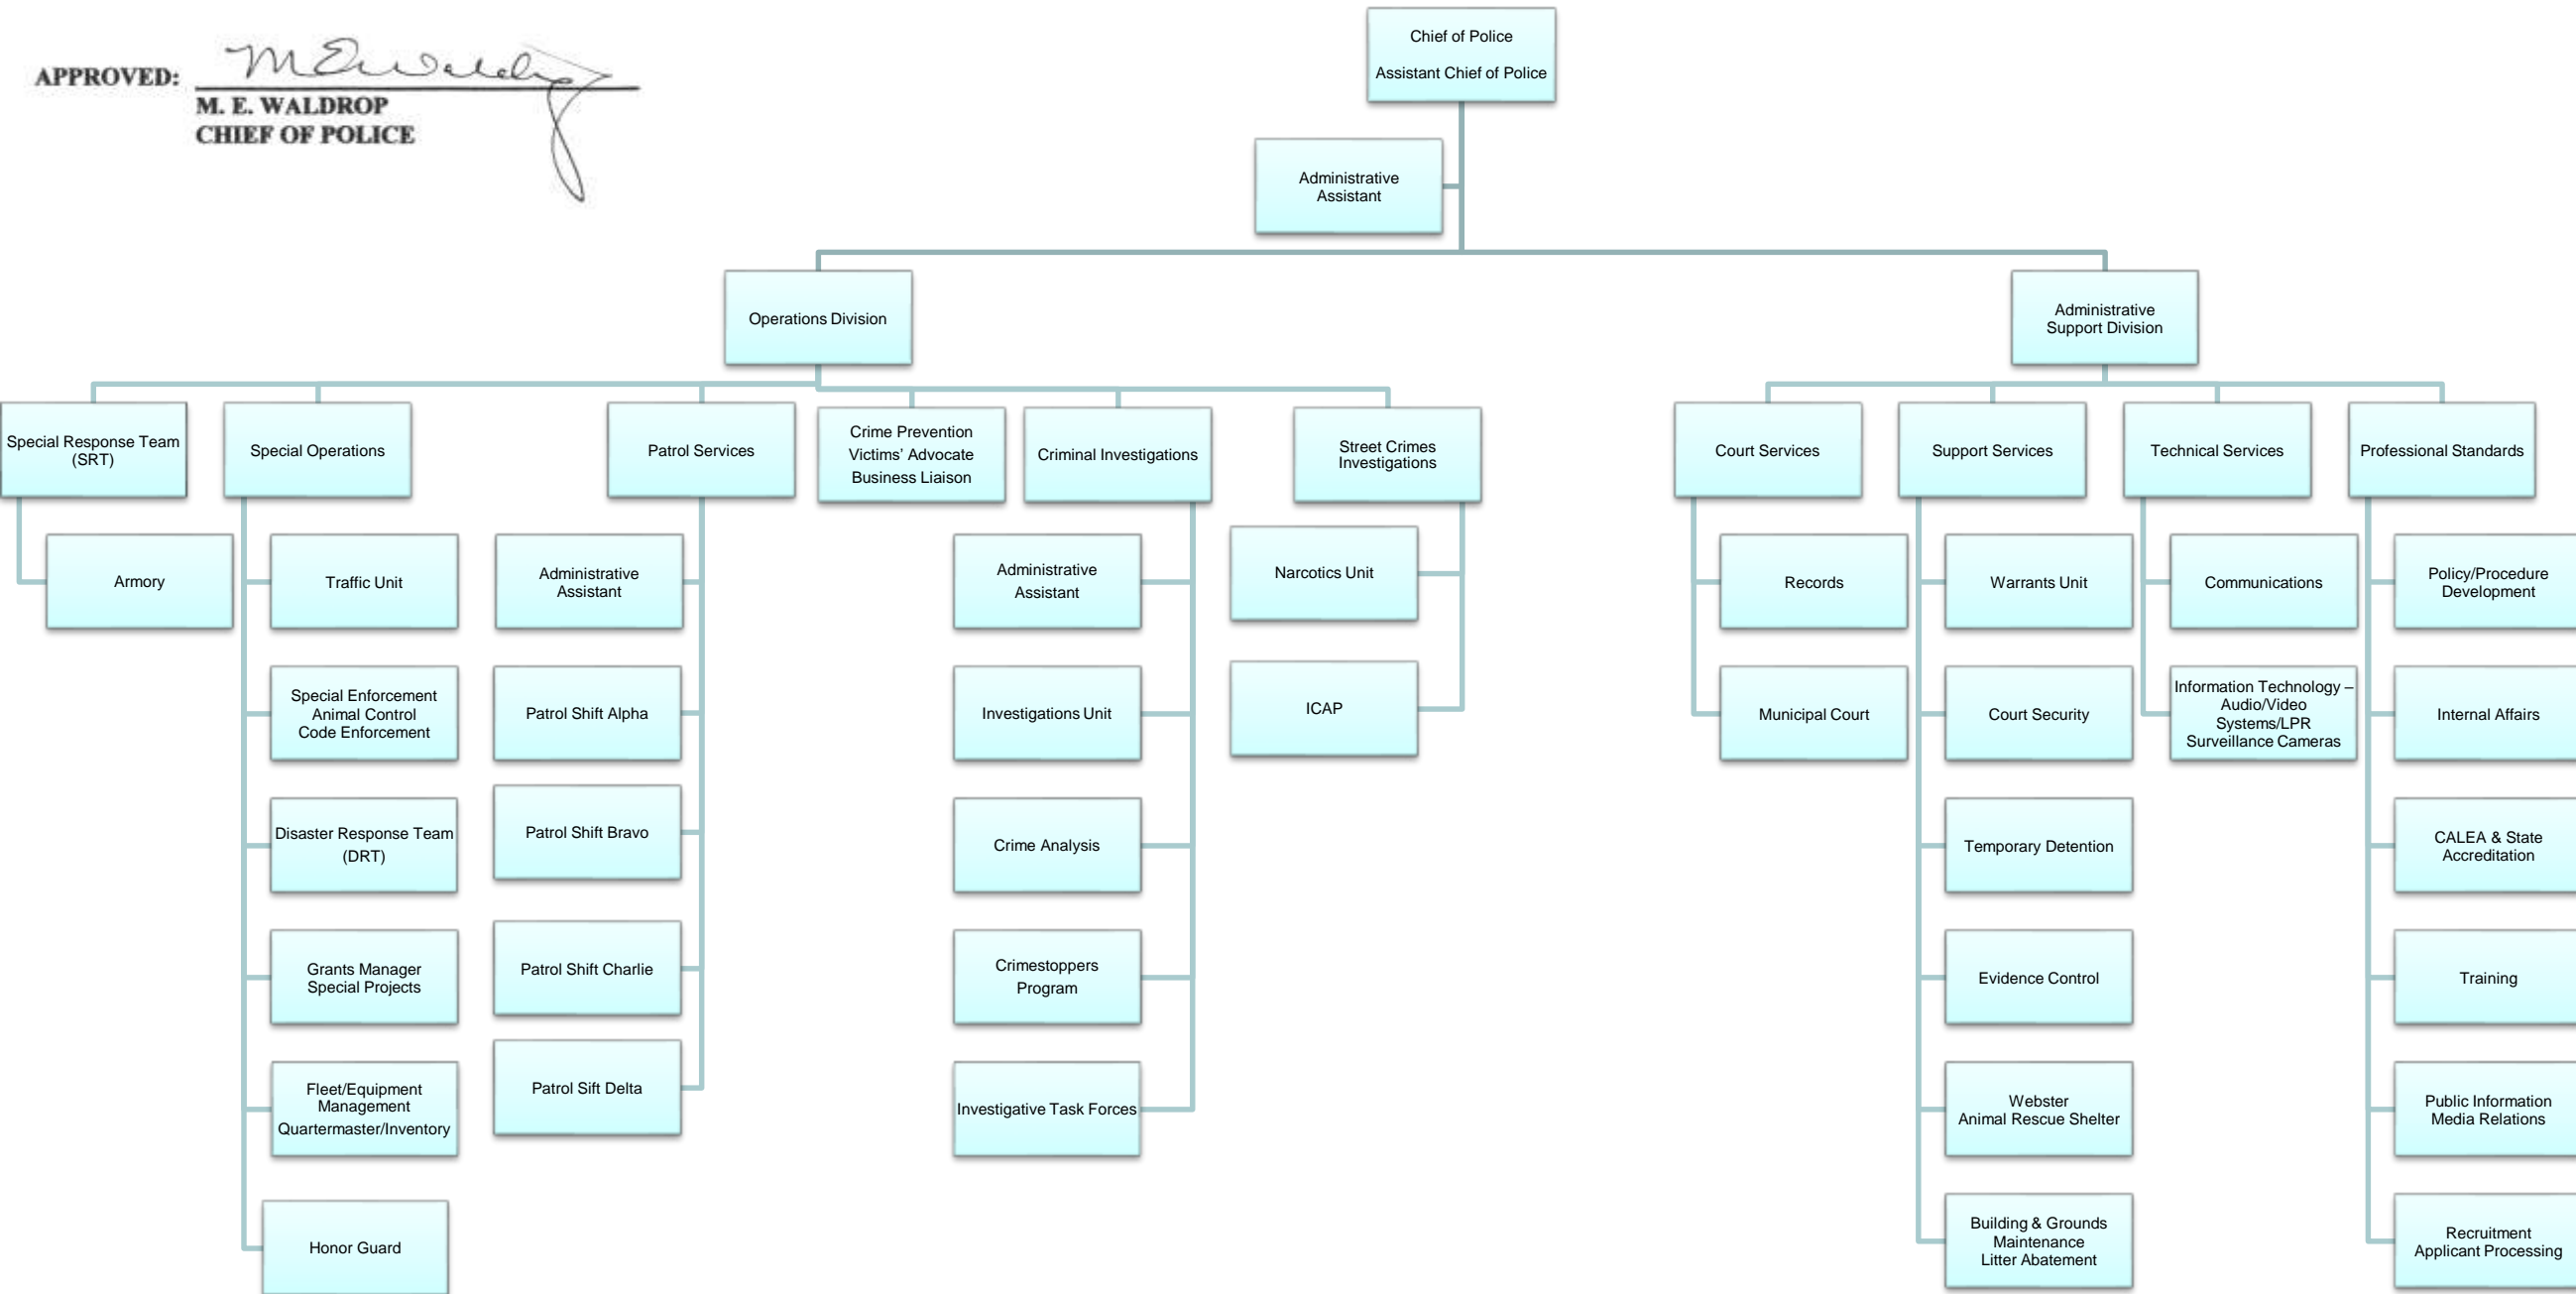 Chief of Police
Assistant Chief of Police
APPROVED:
M. E. WALDROP
CHIEF OF POLICE
Administrative
Assistant
Operations Division
Administrative
Support Division
Special Response Team
(SRT)
Special Operations
Patrol Services
Crime Prevention
Victims' Advocate
Business Liaison
Criminal Investigations
Street Crimes
Investigations
Court Services
Support Services
Technical Services
Professional Standards
Armory
Traffic Unit
Administrative
Assistant
Administrative
Assistant
Narcotics Unit
Records
Warrants Unit
Communications
Policy/Procedure
Development
Special Enforcement
Animal Control
Code Enforcement
Patrol Shift Alpha
Investigations Unit
ICAP
Municipal Court
Court Security
Information Technology –
Audio/Video
Systems/LPR
Surveillance Cameras
Internal Affairs
Disaster Response Team
(DRT)
Patrol Shift Bravo
Crime Analysis
Temporary Detention
CALEA & State
Accreditation
Grants Manager
Special Projects
Patrol Shift Charlie
Crimestoppers
Program
Evidence Control
Training
Fleet/Equipment
Management
Quartermaster/Inventory
Patrol Sift Delta
Investigative Task Forces
Webster
Animal Rescue Shelter
Public Information
Media Relations
Honor Guard
Building & Grounds
Maintenance
Litter Abatement
Recruitment
Applicant Processing